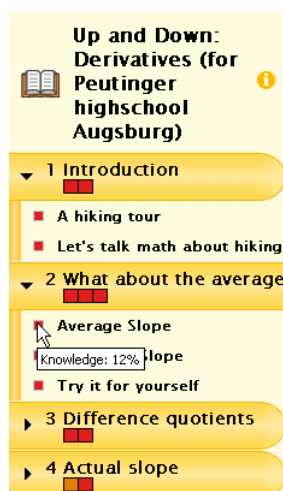 Up and Down:
Derivatives (for
Peutinger
highschool
Augsburg)
i
1 Introduction
A hiking tour
Let's talk math about hiking
2 What about the average
Average Slope
Knowledge: 12%
lope
Try it for yourself
3 Difference quotients
4 Actual slope